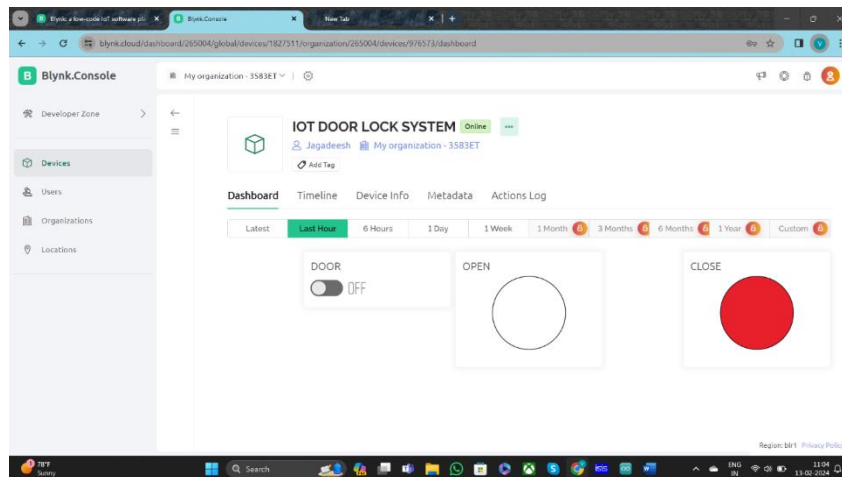 Blynk: a low-code IoT software pla
Blynk.Console
New Tab
blynk.cloud/dashboard/265004/global/devices/1827511/organization/265004/devices/976573/dashboard
B Blynk.Console
My organization - 3583ET
Developer Zone
Devices
Users
Organizations
Locations
IOT DOOR LOCK SYSTEM Online
Jagadeesh My organization - 3583ET
Add Tag
Dashboard Timeline Device Info Metadata Actions Log
Latest Last Hour 6 Hours 1 Day 1 Week 1 Month 3 Months 6 Months 1 Year Custom
DOOR
OFF
OPEN
CLOSE
Region: blr1 Privacy Polic
78°F
Sunny
Search
ENG
IN
11:04
13-02-2024